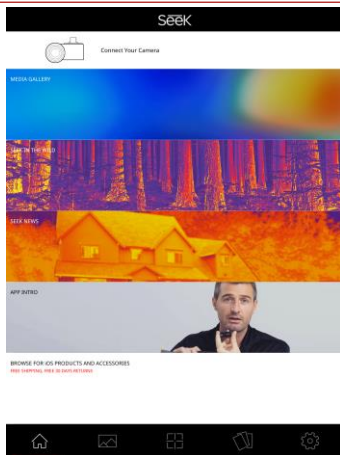 Seek
Connect Your Camera
MEDIA GALLERY
SEEK IN THE WILD
SEEK NEWS
APP INTRO
BROWSE FOR iOS PRODUCTS AND ACCESSORIES
FREE SHIPPING. FREE 30 DAYS RETURNS